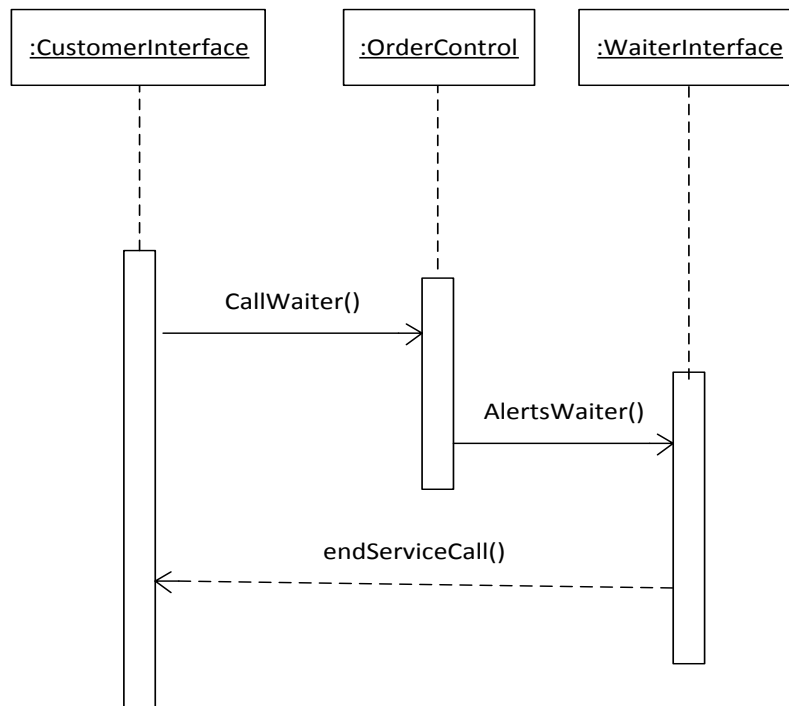 :CustomerInterface
:OrderControl
:WaiterInterface
CallWaiter()
AlertsWaiter()
endServiceCall()